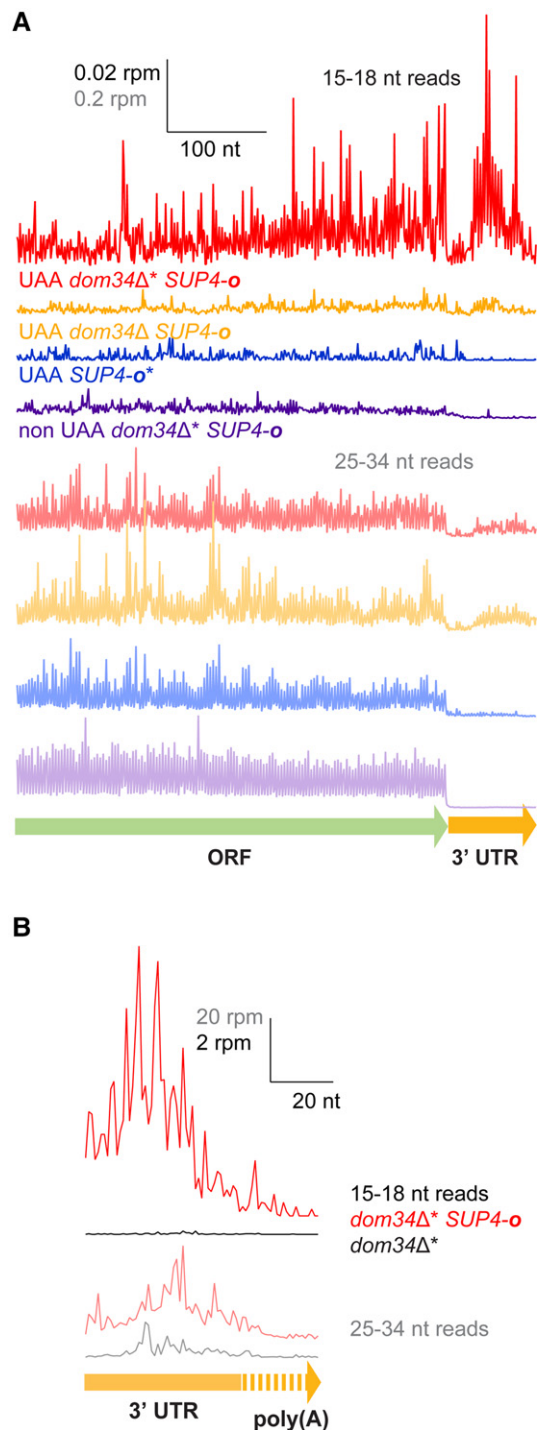 A
0.02 rpm
0.2 rpm
100 nt
15-18 nt reads
UAA dom34Δ* SUP4-o
UAA dom34Δ SUP4-o
UAA SUP4-o*
non UAA dom34Δ* SUP4-o
25-34 nt reads
ORF
3' UTR
B
20 rpm
2 rpm
20 nt
15-18 nt reads
dom34Δ* SUP4-o
dom34Δ*
25-34 nt reads
3' UTR
poly(A)